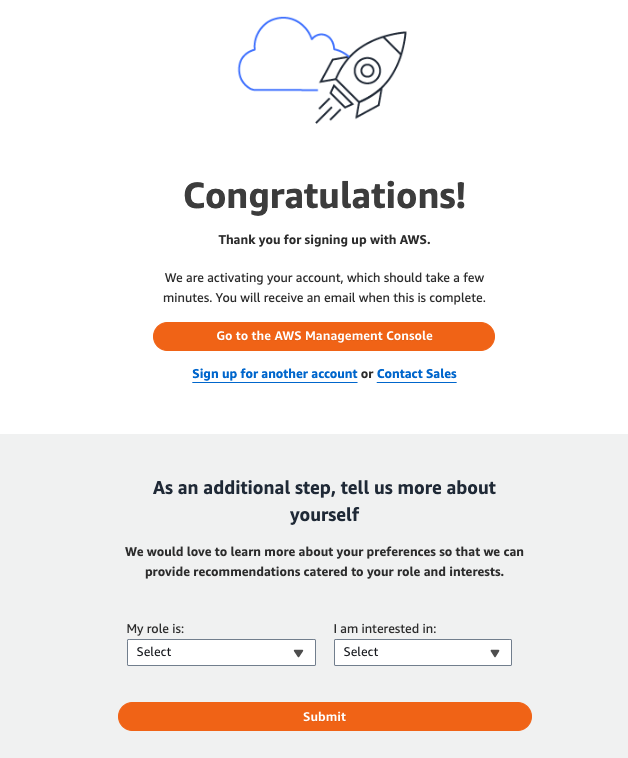 Congratulations!
Thank you for signing up with AWS.
We are activating your account, which should take a few
minutes. You will receive an email when this is complete.
Go to the AWS Management Console
Sign up for another account or Contact Sales
As an additional step, tell us more about
yourself
We would love to learn more about your preferences so that we can
provide recommendations catered to your role and interests.
My role is: I am interested in:
Select Select
Submit